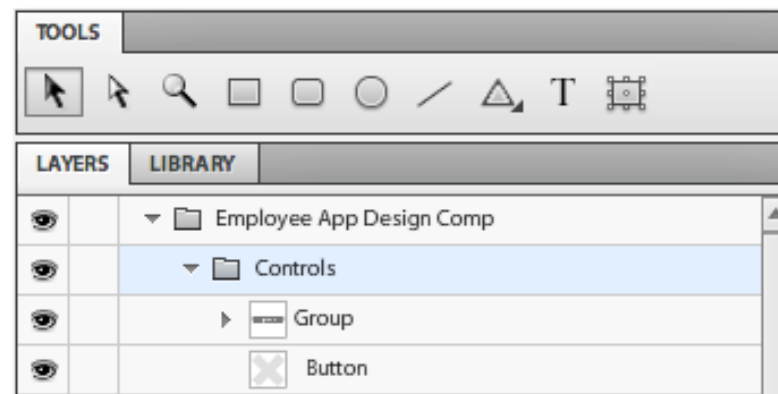 TOOLS
T
LAYERS LIBRARY
Employee App Design Comp
Controls
Group
Button